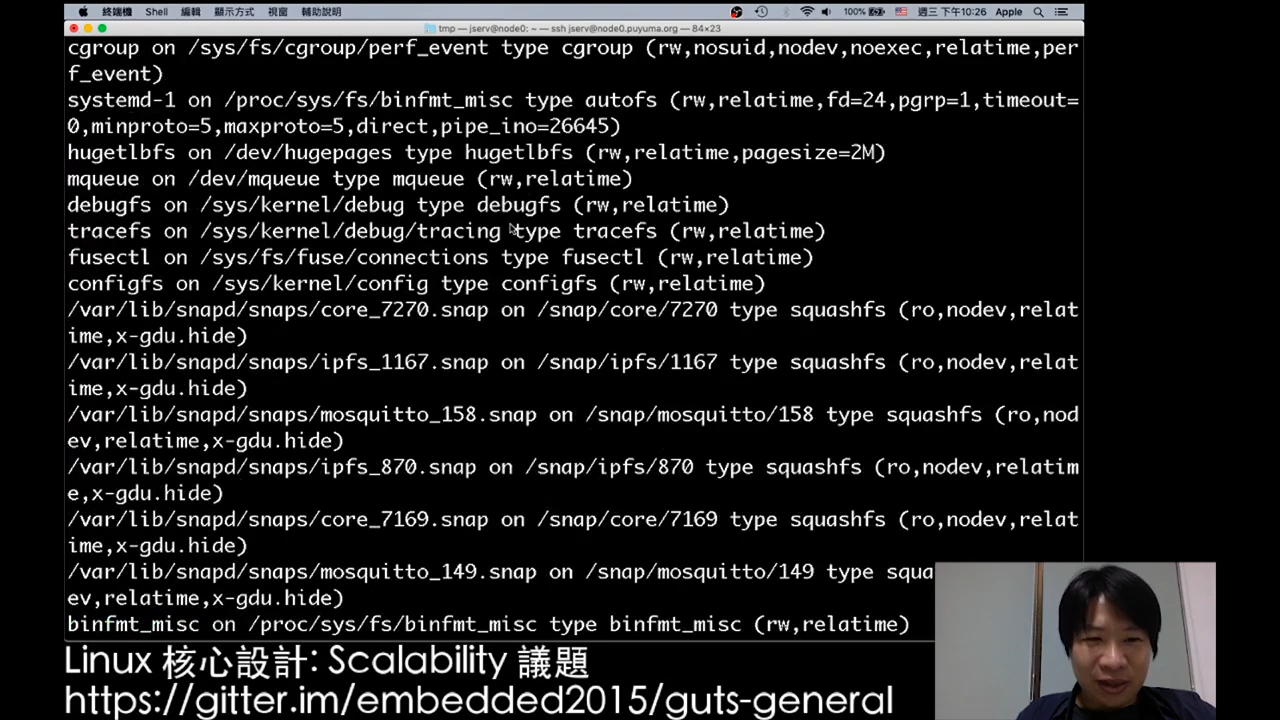 終端機 Shell 編輯 顯示方式 視窗 輔助說明 100% 週三 下午10:26 Apple
tmp — jserv@node0: ~ — ssh jserv@node0.puyuma.org — 84×23
cgroup on /sys/fs/cgroup/perf_event type cgroup (rw,nosuid,nodev,noexec,relatime,per
f_event)
systemd-1 on /proc/sys/fs/binfmt_misc type autofs (rw,relatime,fd=24,pgrp=1,timeout=
0,minproto=5,maxproto=5,direct,pipe_ino=26645)
hugetlbfs on /dev/hugepages type hugetlbfs (rw,relatime,pagesize=2M)
mqueue on /dev/mqueue type mqueue (rw,relatime)
debugfs on /sys/kernel/debug type debugfs (rw,relatime)
tracefs on /sys/kernel/debug/tracing type tracefs (rw,relatime)
fusectl on /sys/fs/fuse/connections type fusectl (rw,relatime)
configfs on /sys/kernel/config type configfs (rw,relatime)
/var/lib/snapd/snaps/core_7270.snap on /snap/core/7270 type squashfs (ro,nodev,relat
ime,x-gdu.hide)
/var/lib/snapd/snaps/ipfs_1167.snap on /snap/ipfs/1167 type squashfs (ro,nodev,relat
ime,x-gdu.hide)
/var/lib/snapd/snaps/mosquitto_158.snap on /snap/mosquitto/158 type squashfs (ro,nod
ev,relatime,x-gdu.hide)
/var/lib/snapd/snaps/ipfs_870.snap on /snap/ipfs/870 type squashfs (ro,nodev,relatim
e,x-gdu.hide)
/var/lib/snapd/snaps/core_7169.snap on /snap/core/7169 type squashfs (ro,nodev,relat
ime,x-gdu.hide)
/var/lib/snapd/snaps/mosquitto_149.snap on /snap/mosquitto/149 type squa
ev,relatime,x-gdu.hide)
binfmt_misc on /proc/sys/fs/binfmt_misc type binfmt_misc (rw,relatime)
Linux 核心設計: Scalability 議題
https://gitter.im/embedded2015/guts-general